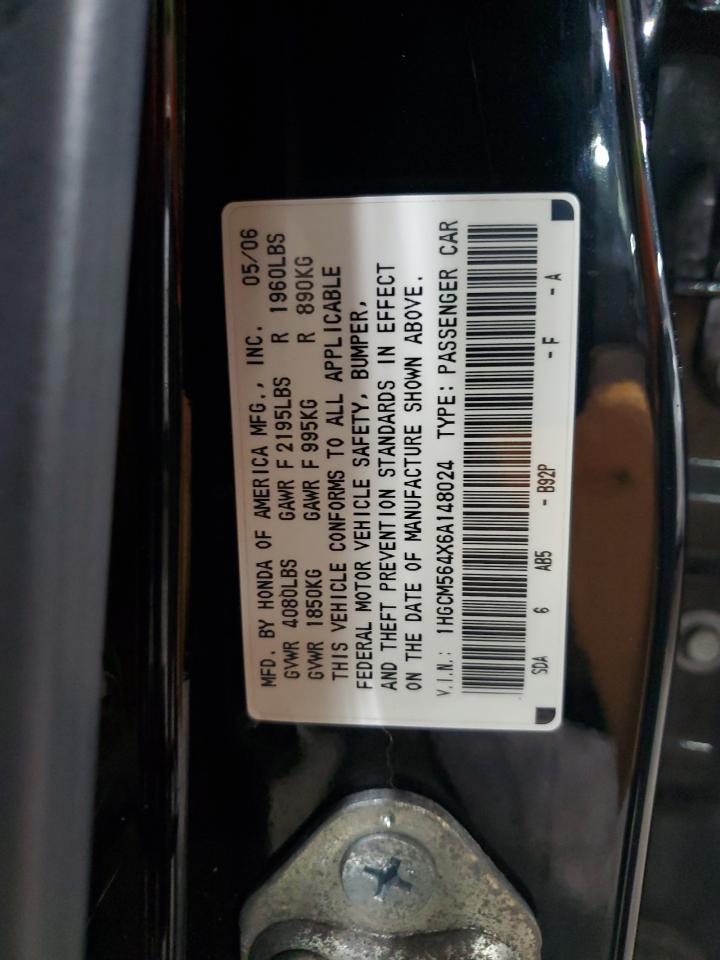 MFD. BY HONDA OF AMERICA MFG., INC. 05/06
GVWR 4080LBS GAWR F 2195LBS R 1960LBS
GVWR 1850KG GAWR F 995KG R 890KG
THIS VEHICLE CONFORMS TO ALL APPLICABLE
FEDERAL MOTOR VEHICLE SAFETY, BUMPER,
AND THEFT PREVENTION STANDARDS IN EFFECT
ON THE DATE OF MANUFACTURE SHOWN ABOVE.
V.I.N.: 1HGCM564X6A148024 TYPE: PASSENGER CAR
SDA 6 AB5 - B92P - F - A